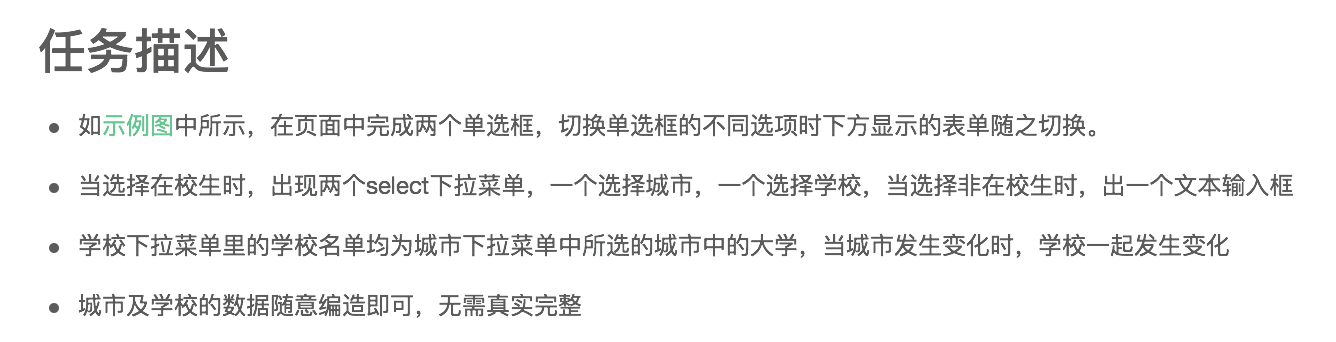 任务描述
如示例图中所示，在页面中完成两个单选框，切换单选框的不同选项时下方显示的表单随之切换。
当选择在校生时，出现两个select下拉菜单，一个选择城市，一个选择学校，当选择非在校生时，出一个文本输入框
学校下拉菜单里的学校名单均为城市下拉菜单中所选的城市中的大学，当城市发生变化时，学校一起发生变化
城市及学校的数据随意编造即可，无需真实完整